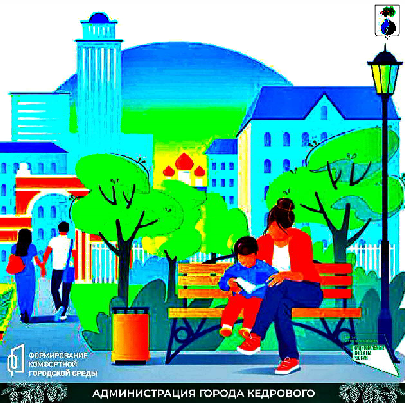 ФОРМИРОВАНИЕ
КОМФОРТНОЙ
ГОРОДСКОЙ СРЕДЫ
АДМИНИСТРАЦИЯ ГОРОДА КЕДРОВОГО